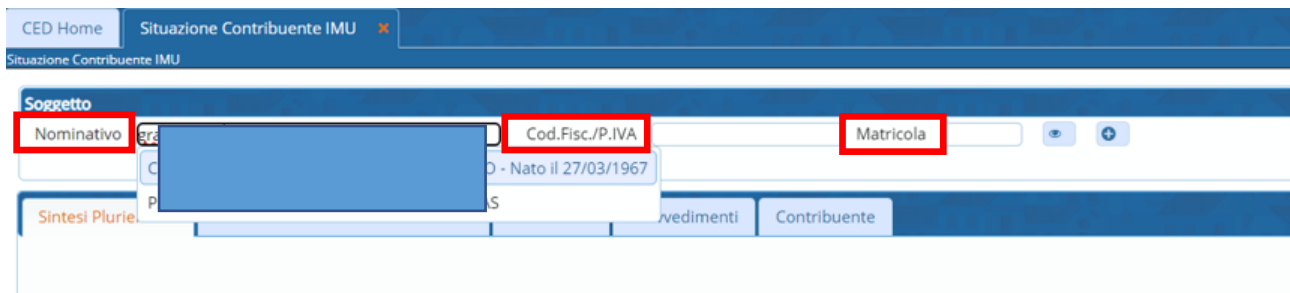 CED Home Situazione Contribuente IMU ×
Situazione Contribuente IMU
Soggetto
Nominativo gra Cod.Fisc./P.IVA Matricola
C O - Nato il 27/03/1967
P AS
Sintesi Plurie vvedimenti Contribuente